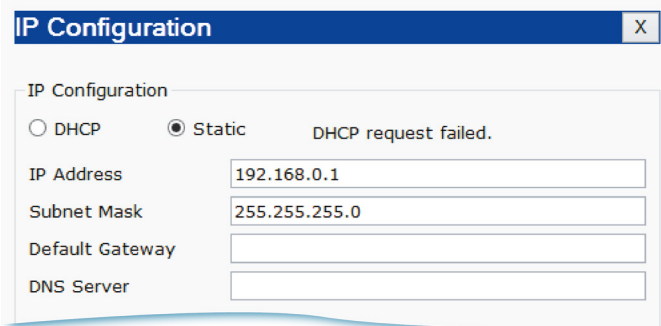 IP Configuration X
IP Configuration
DHCP Static DHCP request failed.
IP Address 192.168.0.1
Subnet Mask 255.255.255.0
Default Gateway
DNS Server